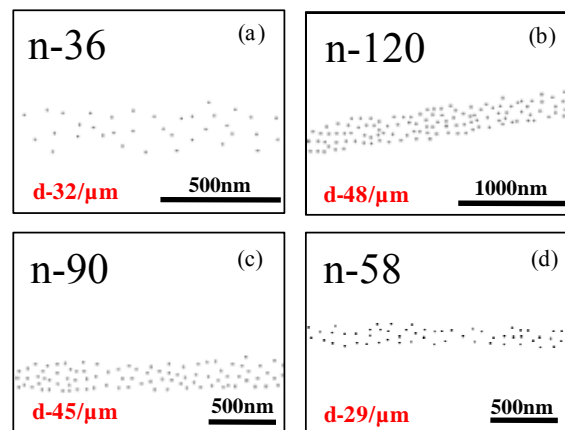 n-36
(a)
500nm
d-32/µm
n-120
(b)
1000nm
d-48/µm
n-90
(c)
500nm
d-45/µm
n-58
(d)
500nm
d-29/µm